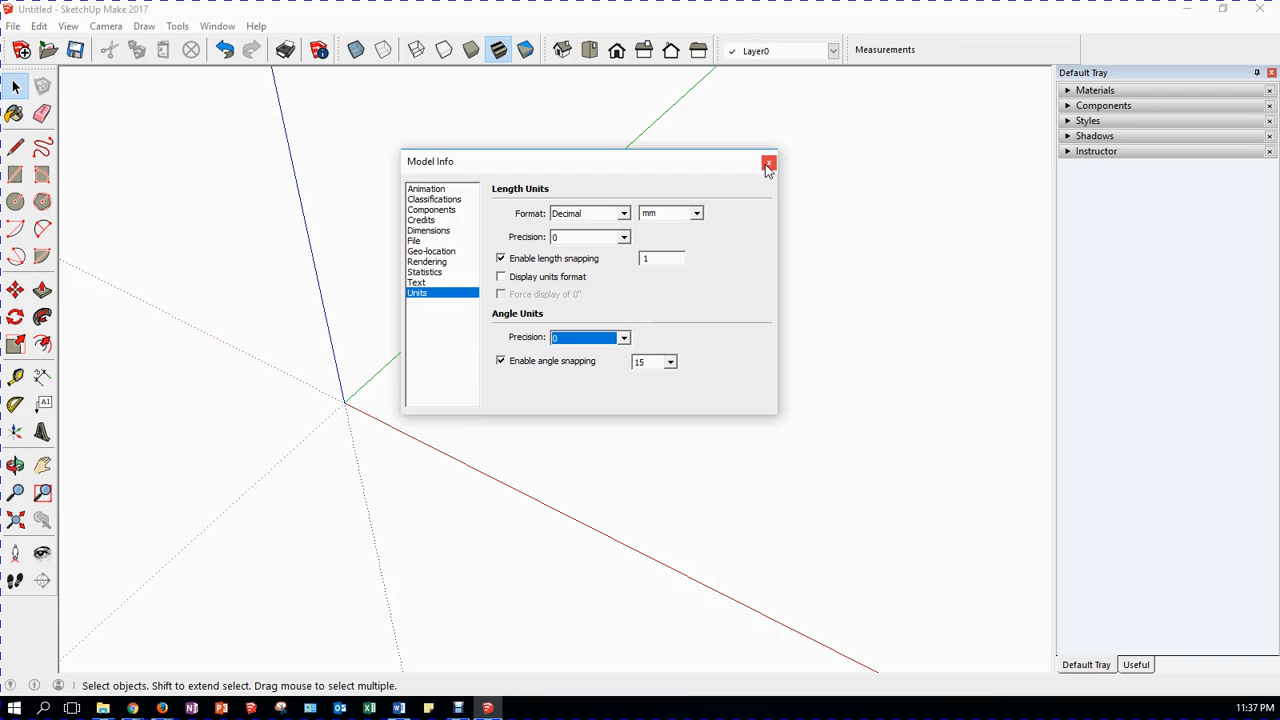 Untitled - SketchUp Make 2017
File Edit View Camera Draw Tools Window Help
Layer0
Measurements
Default Tray
Materials
Components
Styles
Shadows
Instructor
Model Info
Animation
Classifications
Components
Credits
Dimensions
File
Geo-location
Rendering
Statistics
Text
Units
Length Units
Format: Decimal mm
Precision: 0
Enable length snapping 1
Display units format
Force display of 0"
Angle Units
Precision: 0
Enable angle snapping 15
A1
Default Tray Useful
Select objects. Shift to extend select. Drag mouse to select multiple.
11:37 PM